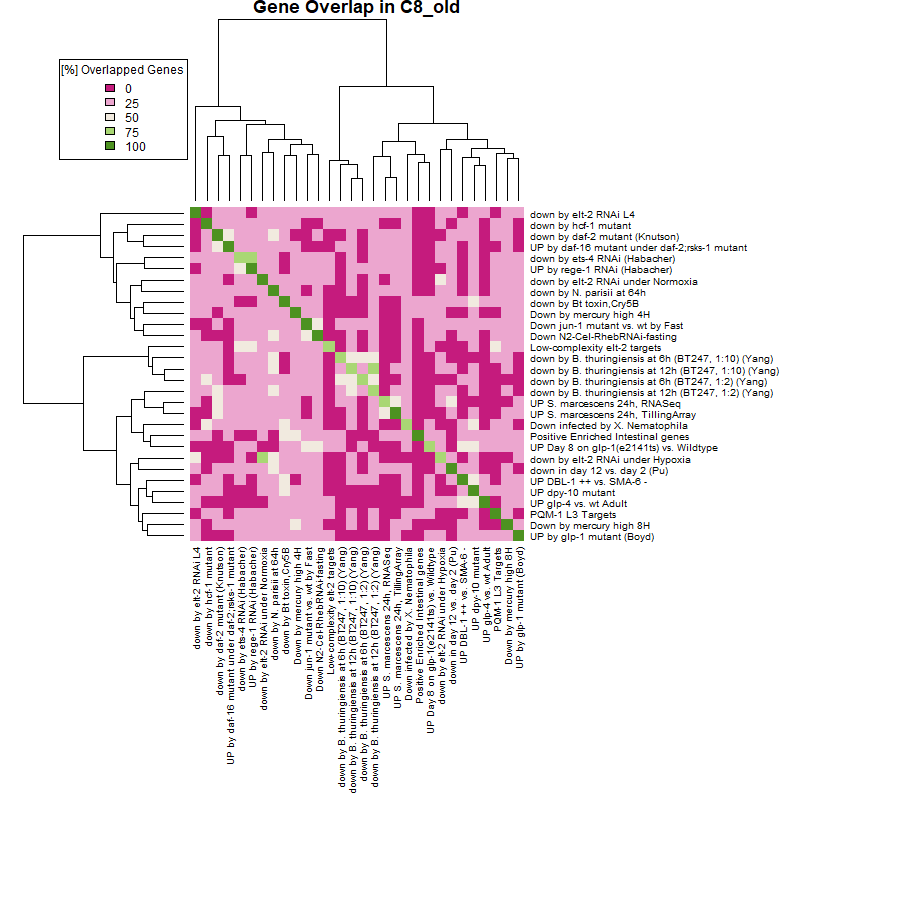 Gene Overlap in C8_old
[%] Overlapped Genes
0
25
50
75
100
down by elt-2 RNAi L4
down by hcf-1 mutant
down by daf-2 mutant (Knutson)
UP by daf-16 mutant under daf-2;rsks-1 mutant
down by ets-4 RNAi (Habacher)
UP by rege-1 RNAi (Habacher)
down by elt-2 RNAi under Normoxia
down by N. parisii at 64h
down by Bt toxin,Cry5B
Down by mercury high 4H
Down jun-1 mutant vs. wt by Fast
Down N2-Cel-RhebRNAi-fasting
Low-complexity elt-2 targets
down by B. thuringiensis at 6h (BT247, 1:10) (Yang)
down by B. thuringiensis at 12h (BT247, 1:10) (Yang)
down by B. thuringiensis at 6h (BT247, 1:2) (Yang)
down by B. thuringiensis at 12h (BT247, 1:2) (Yang)
UP S. marcescens 24h, RNASeq
UP S. marcescens 24h, TillingArray
Down infected by X. Nematophila
Positive Enriched Intestinal genes
UP Day 8 on glp-1(e2141ts) vs. Wildtype
down by elt-2 RNAi under Hypoxia
down in day 12 vs. day 2 (Pu)
UP DBL-1 ++ vs. SMA-6 -
UP dpy-10 mutant
UP glp-4 vs. wt Adult
PQM-1 L3 Targets
Down by mercury high 8H
UP by glp-1 mutant (Boyd)
down by elt-2 RNAi L4
down by hcf-1 mutant
down by daf-2 mutant (Knutson)
UP by daf-16 mutant under daf-2;rsks-1 mutant
down by ets-4 RNAi (Habacher)
UP by rege-1 RNAi (Habacher)
down by elt-2 RNAi under Normoxia
down by N. parisii at 64h
down by Bt toxin,Cry5B
Down by mercury high 4H
Down jun-1 mutant vs. wt by Fast
Down N2-Cel-RhebRNAi-fasting
Low-complexity elt-2 targets
down by B. thuringiensis at 6h (BT247, 1:10) (Yang)
down by B. thuringiensis at 12h (BT247, 1:10) (Yang)
down by B. thuringiensis at 6h (BT247, 1:2) (Yang)
down by B. thuringiensis at 12h (BT247, 1:2) (Yang)
UP S. marcescens 24h, RNASeq
UP S. marcescens 24h, TillingArray
Down infected by X. Nematophila
Positive Enriched Intestinal genes
UP Day 8 on glp-1(e2141ts) vs. Wildtype
down by elt-2 RNAi under Hypoxia
down in day 12 vs. day 2 (Pu)
UP DBL-1 ++ vs. SMA-6 -
UP dpy-10 mutant
UP glp-4 vs. wt Adult
PQM-1 L3 Targets
Down by mercury high 8H
UP by glp-1 mutant (Boyd)